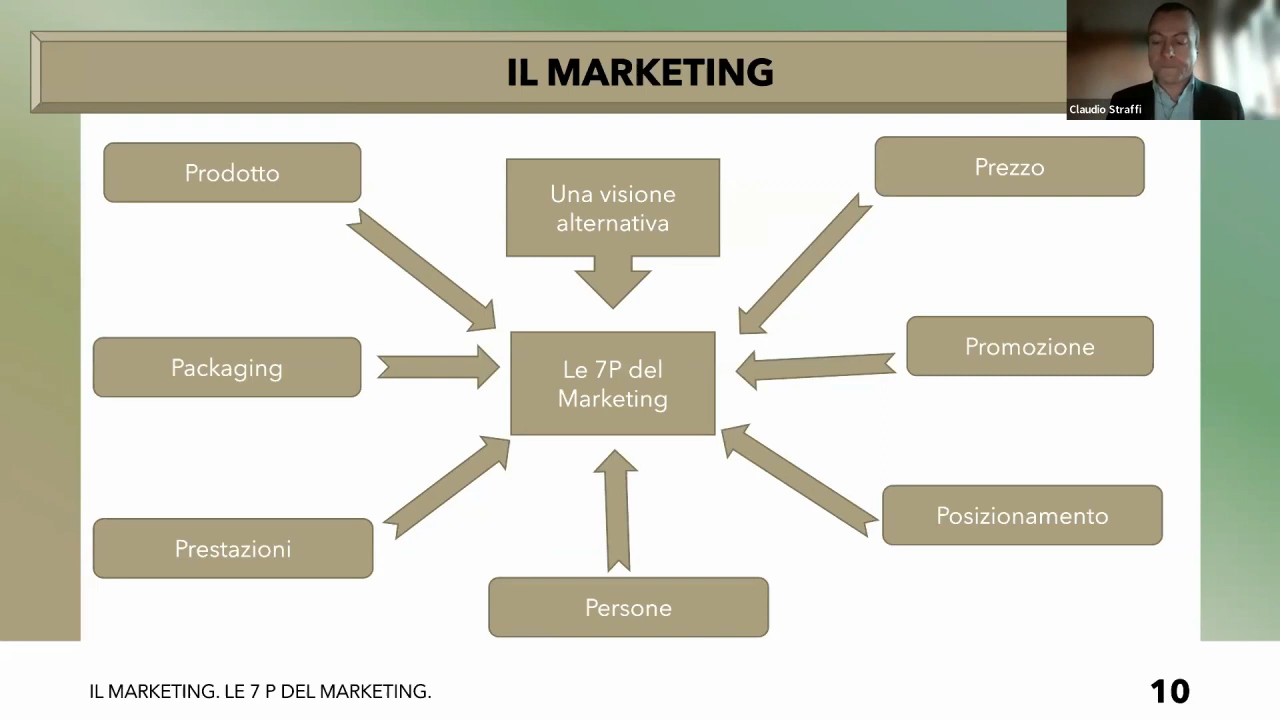 IL MARKETING
Claudio Straffi
Prodotto
Una visione
alternativa
Prezzo
Packaging
Le 7P del
Marketing
Promozione
Prestazioni
Posizionamento
Persone
IL MARKETING. LE 7 P DEL MARKETING.
10